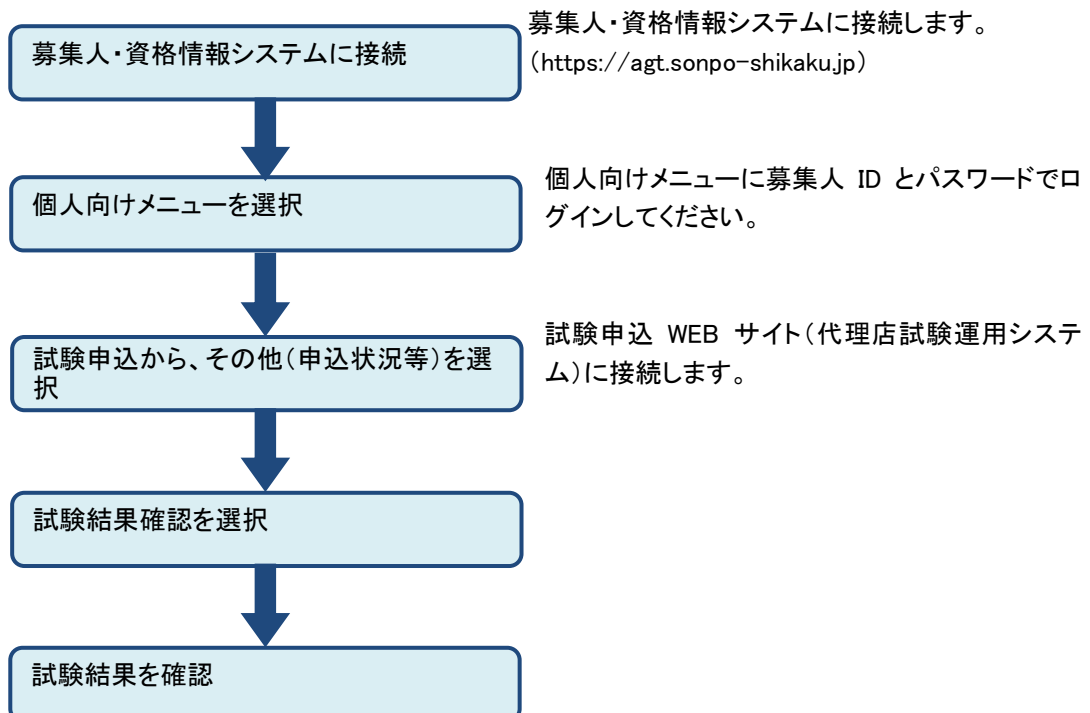 募集人・資格情報システムに接続
募集人・資格情報システムに接続します。
（https://agt.sonpo-shikaku.jp）
個人向けメニューを選択
個人向けメニューに募集人 ID とパスワードでロ
グインしてください。
試験申込から、その他（申込状況等）を選
択
試験申込 WEB サイト（代理店試験運用システ
ム）に接続します。
試験結果確認を選択
試験結果を確認